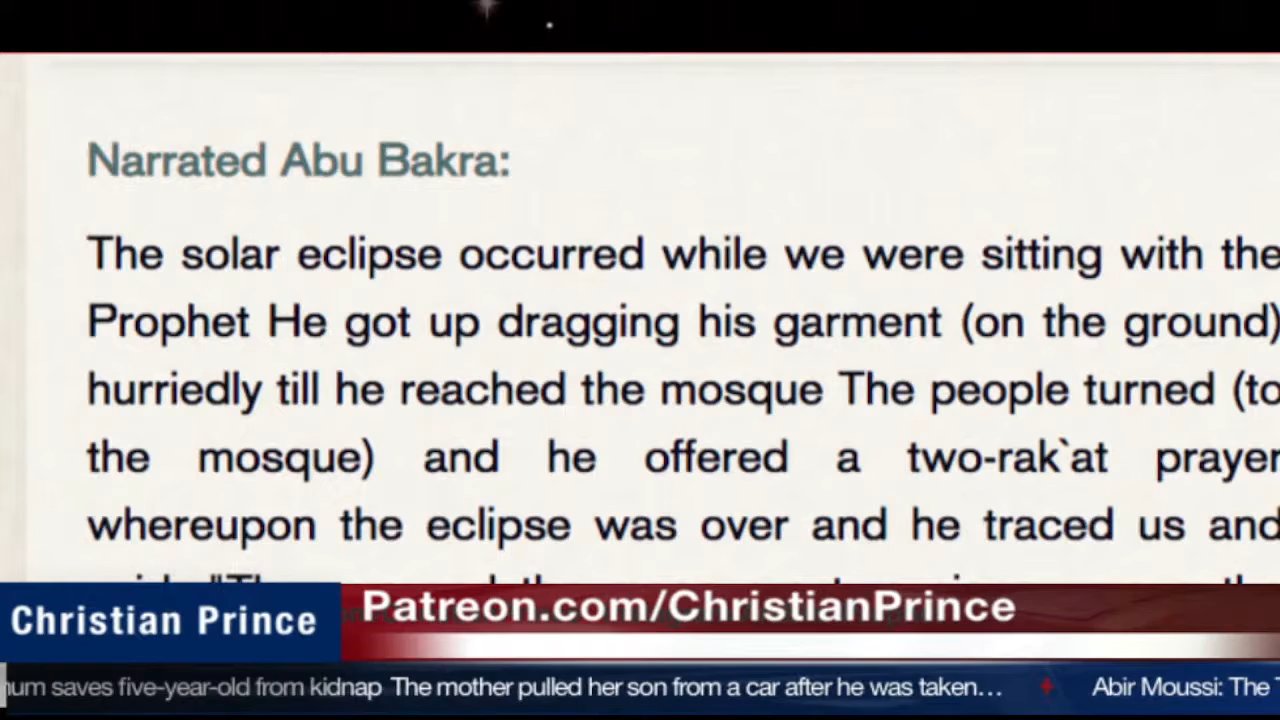 Narrated Abu Bakra:
The solar eclipse occurred while we were sitting with the
Prophet He got up dragging his garment (on the ground)
hurriedly till he reached the mosque The people turned (to
the mosque) and he offered a two-rak`at prayer
whereupon the eclipse was over and he traced us and
Christian Prince
Patreon.com/ChristianPrince
saves five-year-old from kidnap The mother pulled her son from a car after he was taken… Abir Moussi: The